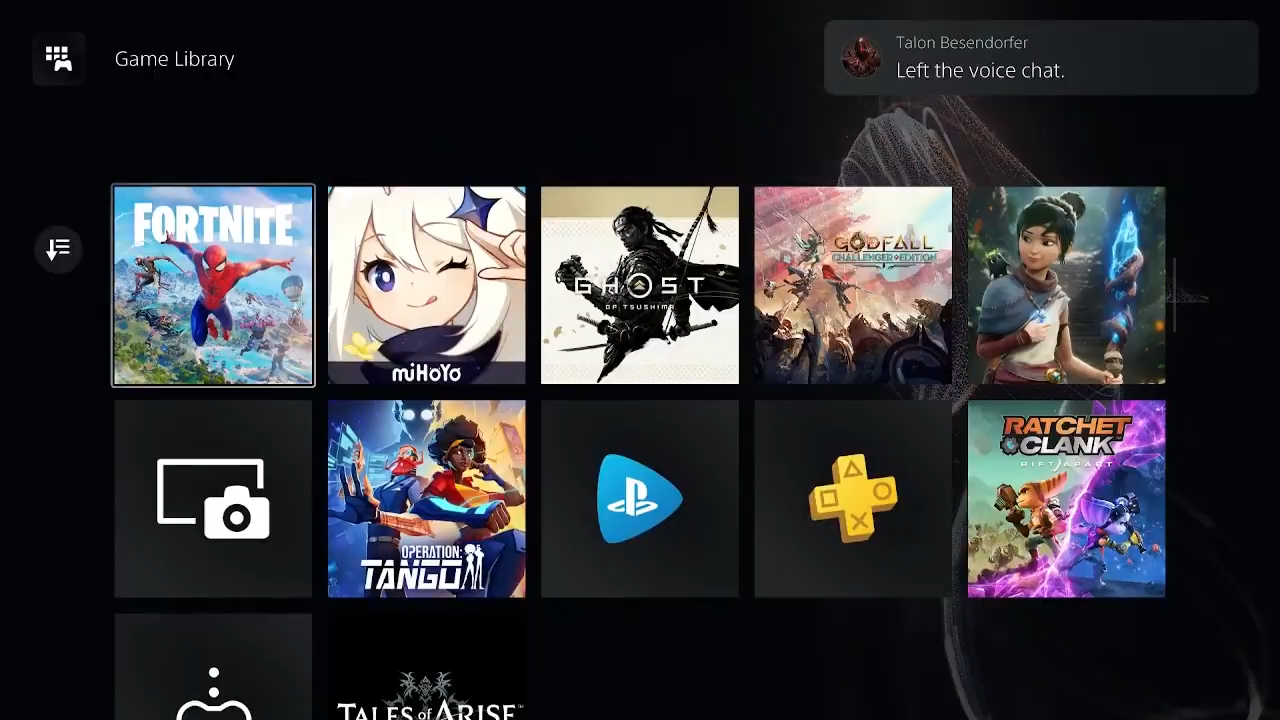 Game Library
Talon Besendorfer
Left the voice chat.
FORTNITE
miHoYo
GHOST
OF TSUSHIMA
GODFALL
CHALLENGER EDITION
OPERATION:
TANGO
RATCHET
CLANK
RIFT APART
TALES of ARISE™